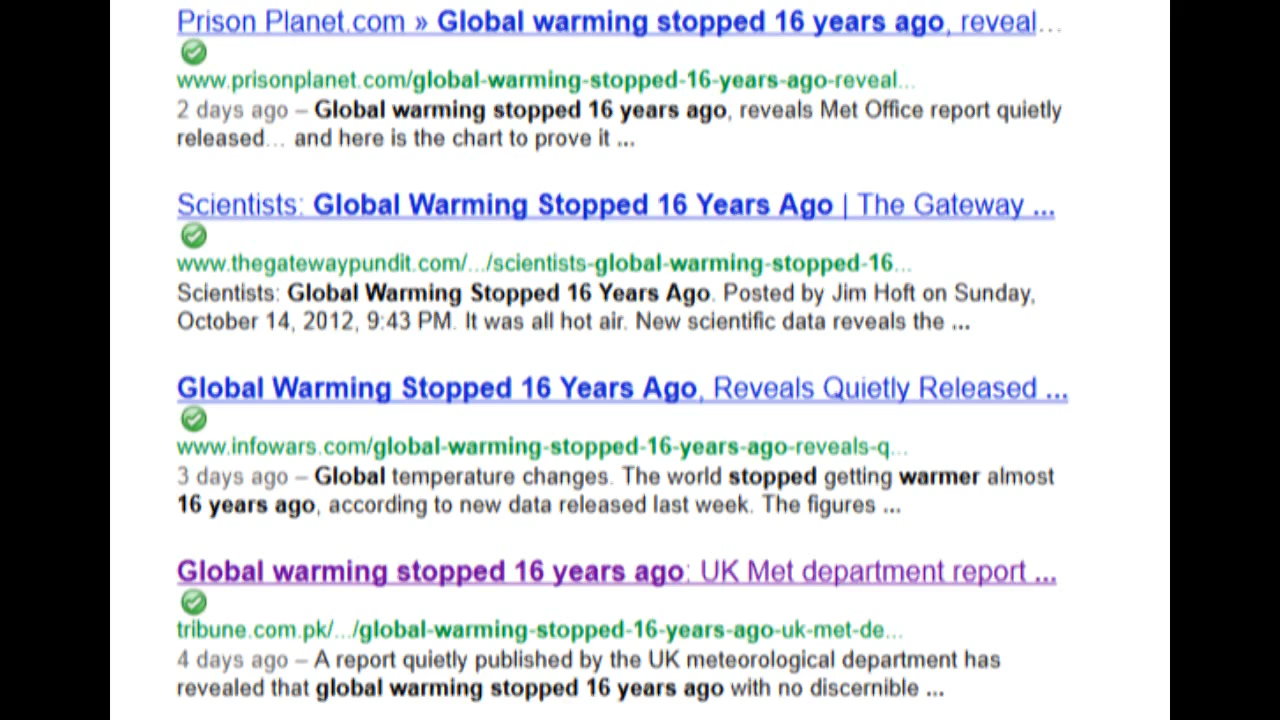 Prison Planet.com » Global warming stopped 16 years ago, reveal...
www.prisonplanet.com/global-warming-stopped-16-years-ago-reveal...
2 days ago – Global warming stopped 16 years ago, reveals Met Office report quietly
released... and here is the chart to prove it ...
Scientists: Global Warming Stopped 16 Years Ago | The Gateway ...
www.thegatewaypundit.com/.../scientists-global-warming-stopped-16...
Scientists: Global Warming Stopped 16 Years Ago. Posted by Jim Hoft on Sunday,
October 14, 2012, 9:43 PM. It was all hot air. New scientific data reveals the ...
Global Warming Stopped 16 Years Ago, Reveals Quietly Released ...
www.infowars.com/global-warming-stopped-16-years-ago-reveals-q...
3 days ago – Global temperature changes. The world stopped getting warmer almost
16 years ago, according to new data released last week. The figures ...
Global warming stopped 16 years ago: UK Met department report ...
tribune.com.pk/.../global-warming-stopped-16-years-ago-uk-met-de...
4 days ago – A report quietly published by the UK meteorological department has
revealed that global warming stopped 16 years ago with no discernible ...